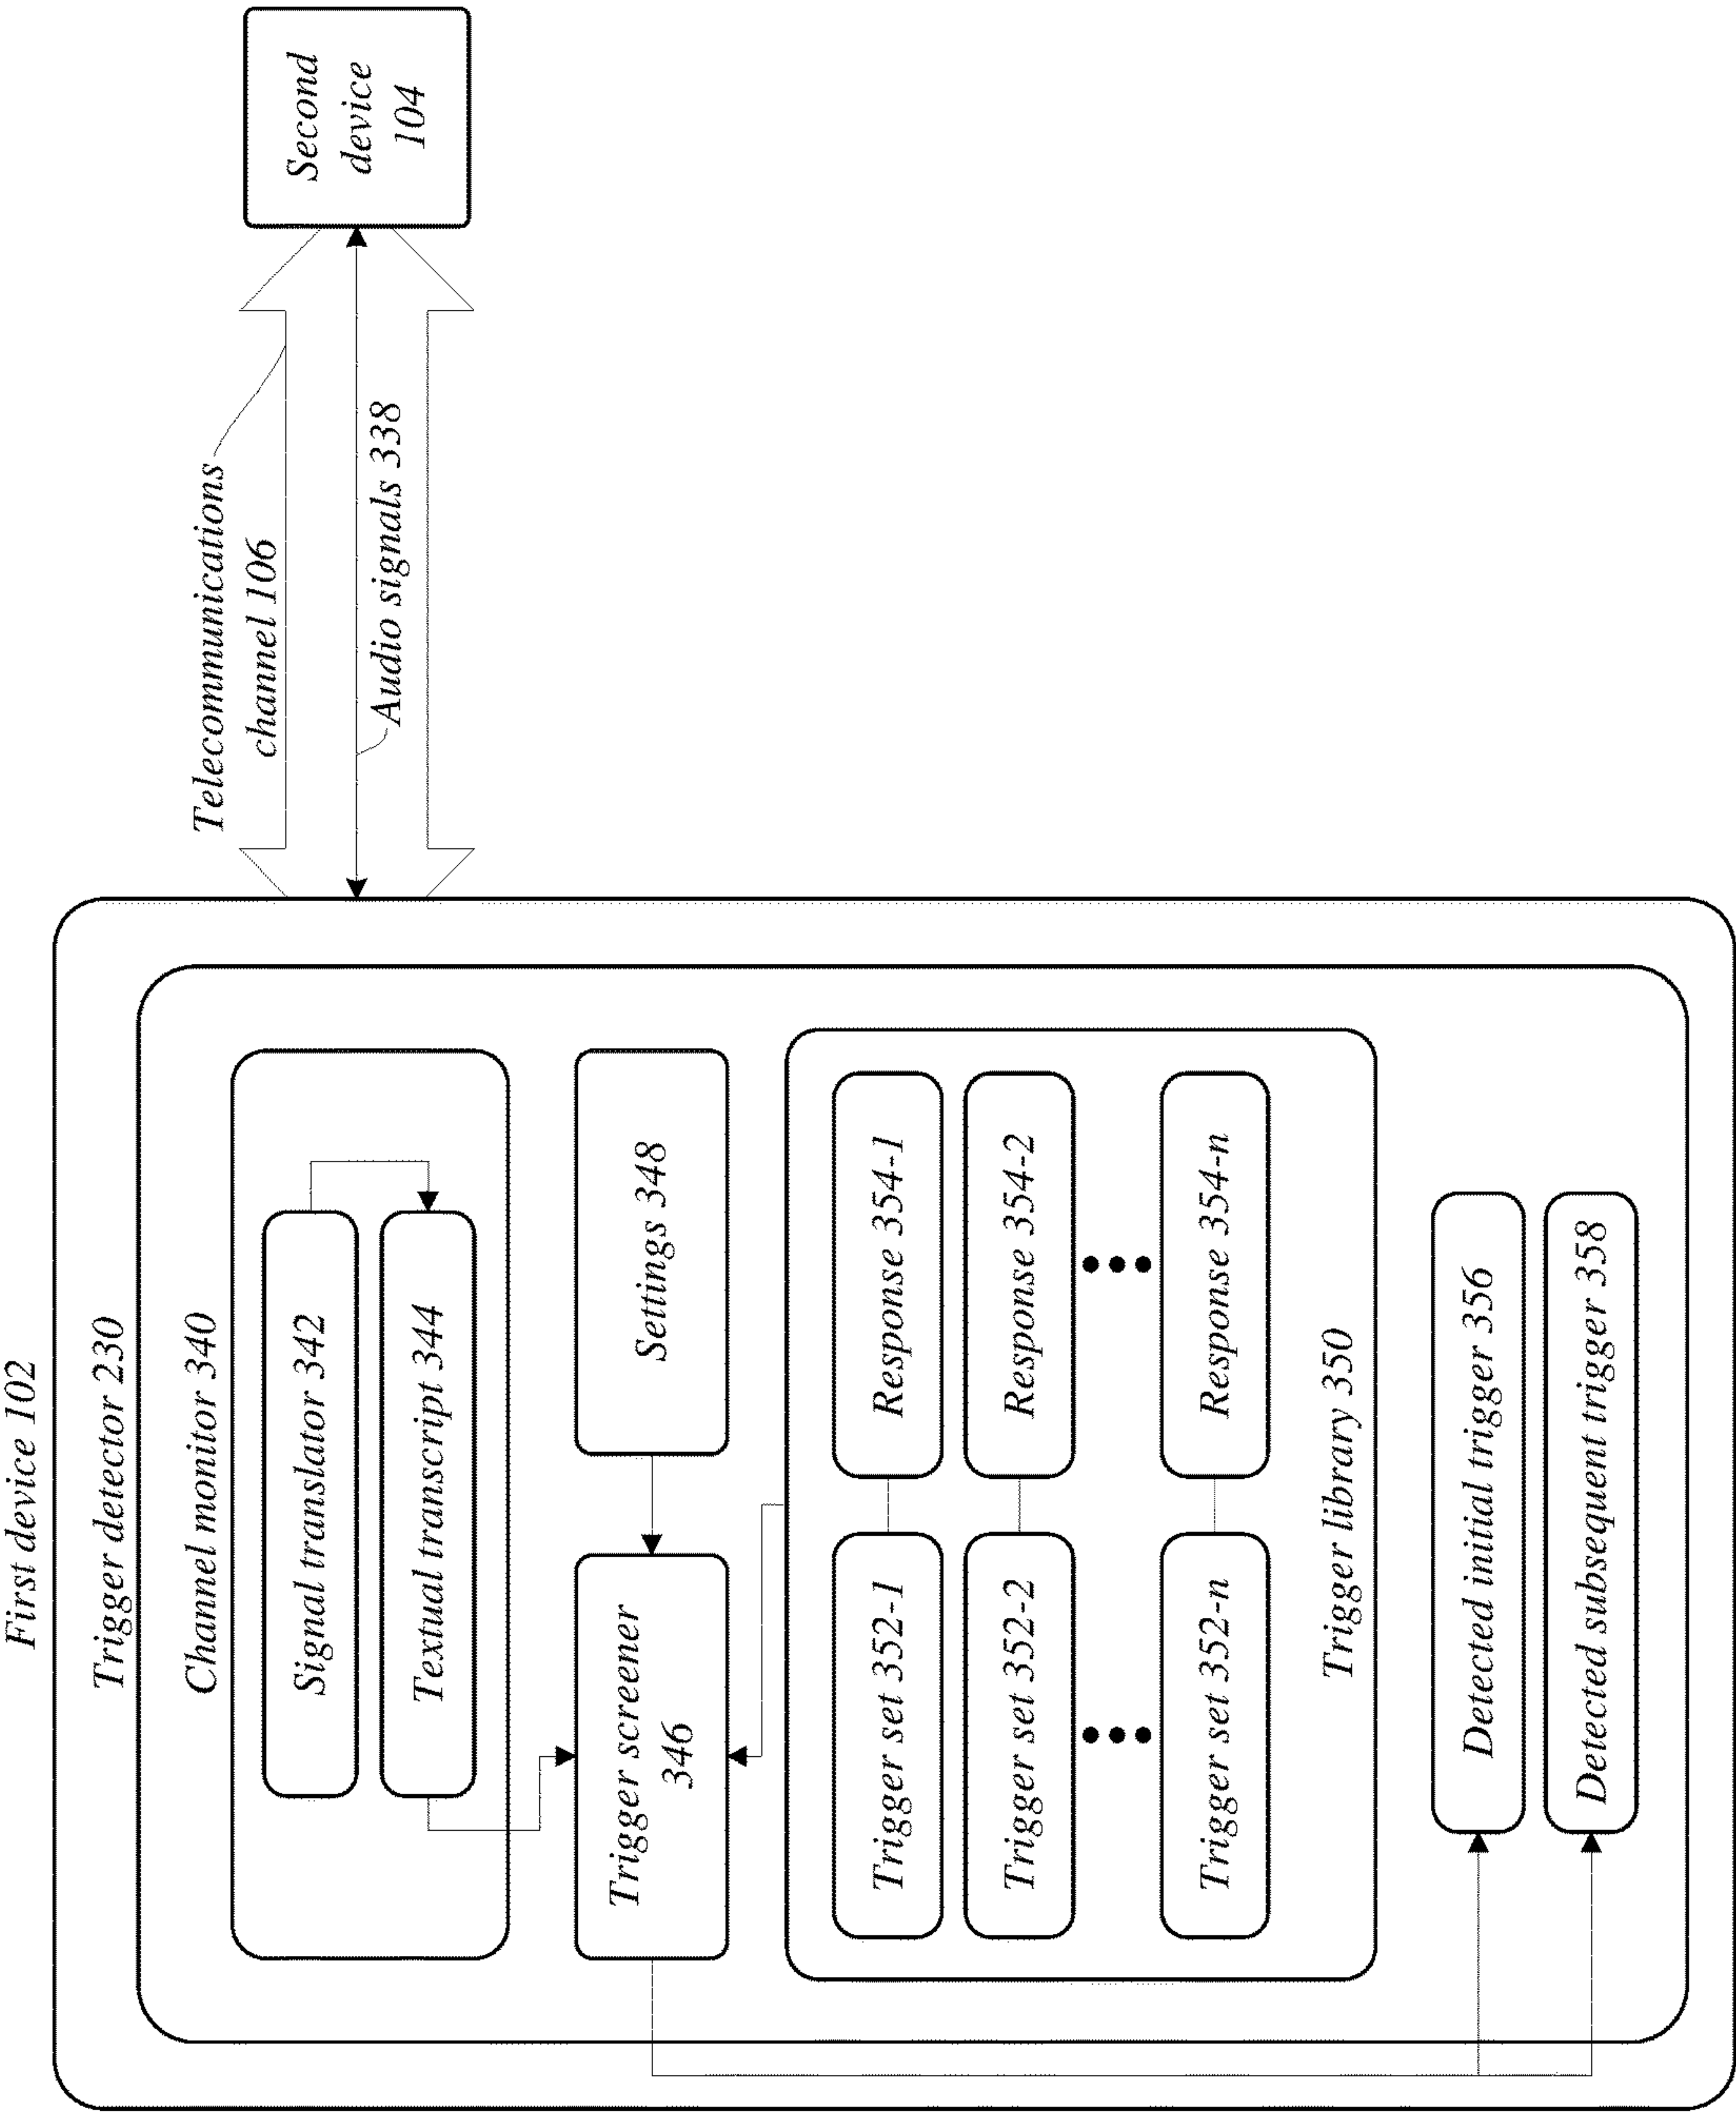 First device 102
Trigger detector 230
Channel monitor 340
Signal translator 342
Textual transcript 344
Trigger screener
346
Settings 348
Trigger set 352-1
Response 354-1
Trigger set 352-2
Response 354-2
Trigger set 352-n
Response 354-n
Trigger library 350
Detected initial trigger 356
Detected subsequent trigger 358
Telecommunications
channel 106
Audio signals 338
Second
device
104